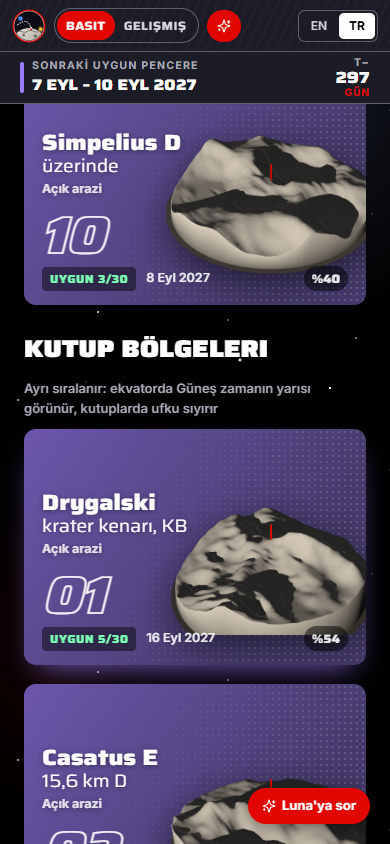 BASIT GELİŞMİŞ EN TR
SONRAKİ UYGUN PENCERE
7 EYL – 10 EYL 2027
T−
297
GÜN
Simpelius D
üzerinde
Açık arazi
10
UYGUN 3/30 8 Eyl 2027 %40
KUTUP BÖLGELERI
Ayrı sıralanır: ekvatorda Güneş zamanın yarısı
görünür, kutuplarda ufku sıyırır
Drygalski
krater kenarı, KB
Açık arazi
01
UYGUN 5/30 16 Eyl 2027 %54
Casatus E
15,6 km D
Açık arazi
Luna'ya sor